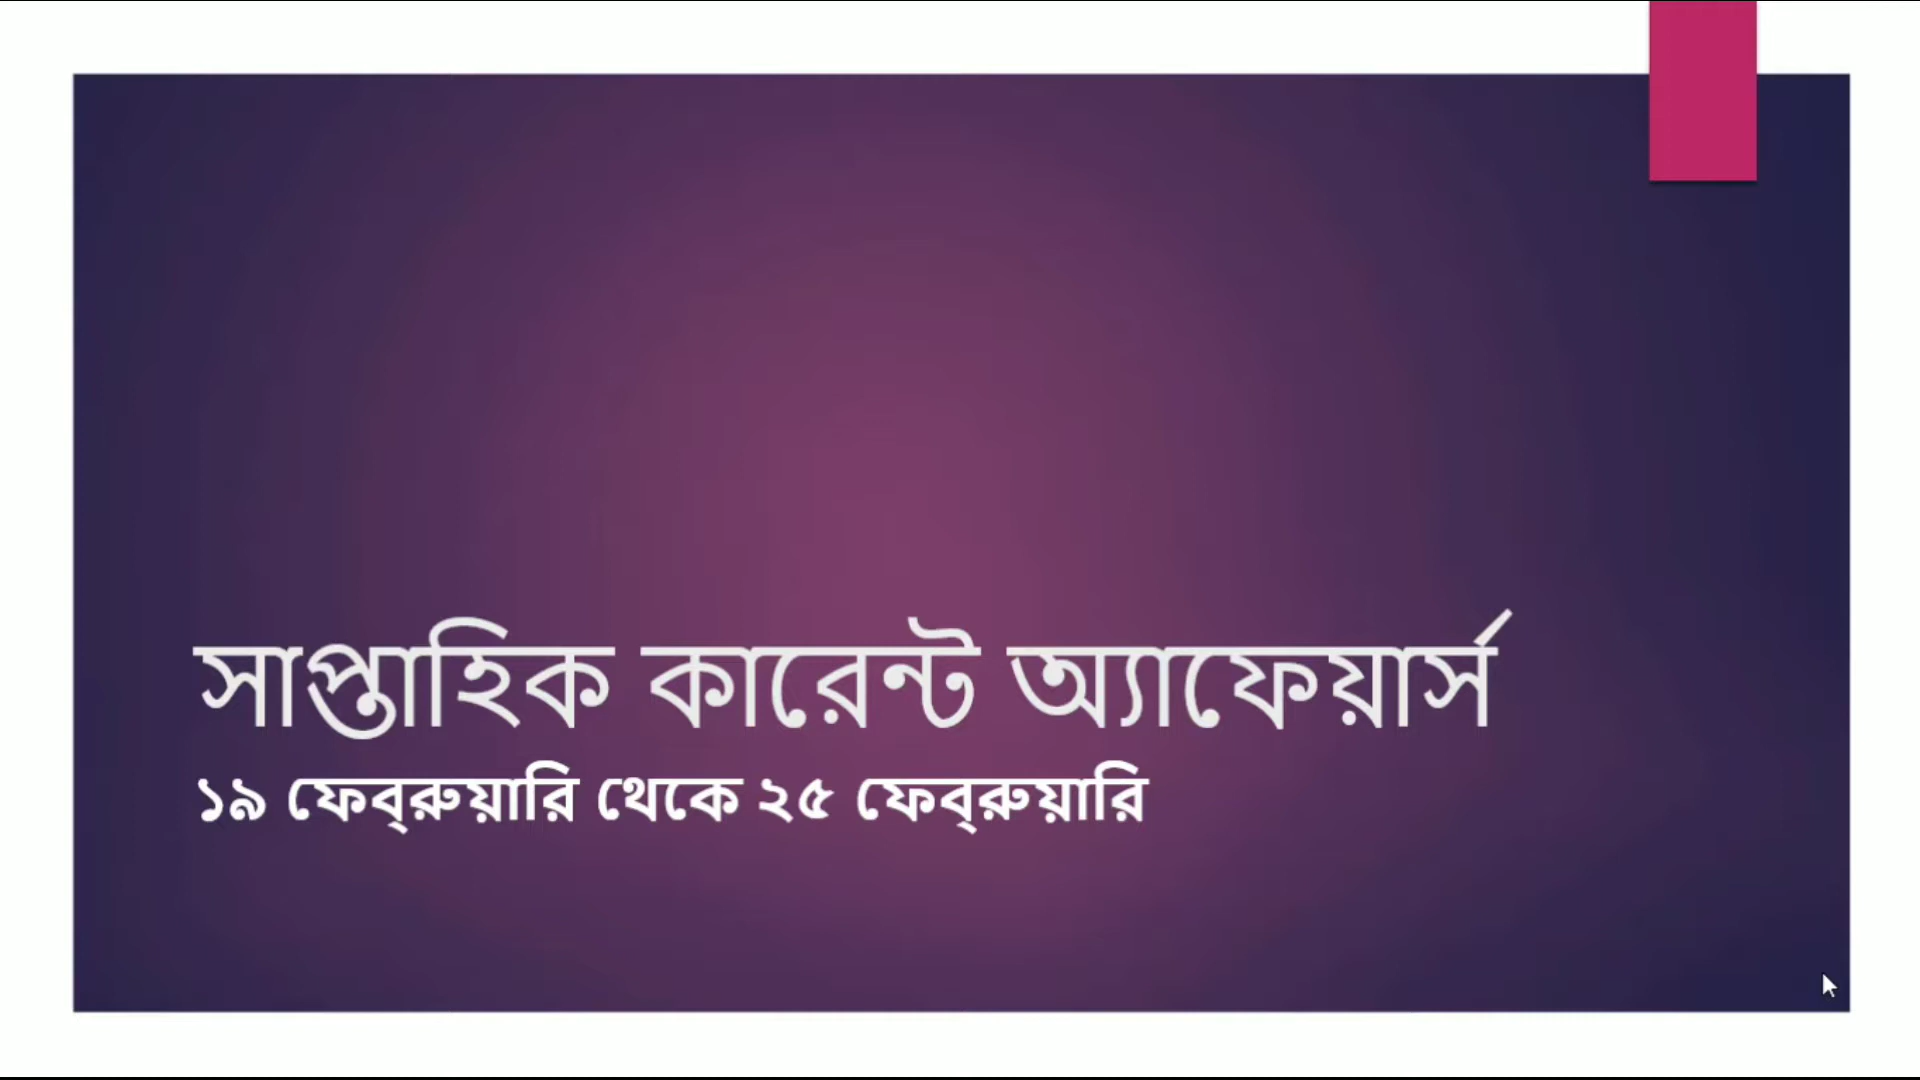 সাপ্তাহিক কারেন্ট অ্যাফেয়ার্স
১৯ ফেব্‌রুয়ারি থেকে ২৫ ফেব্‌রুয়ারি